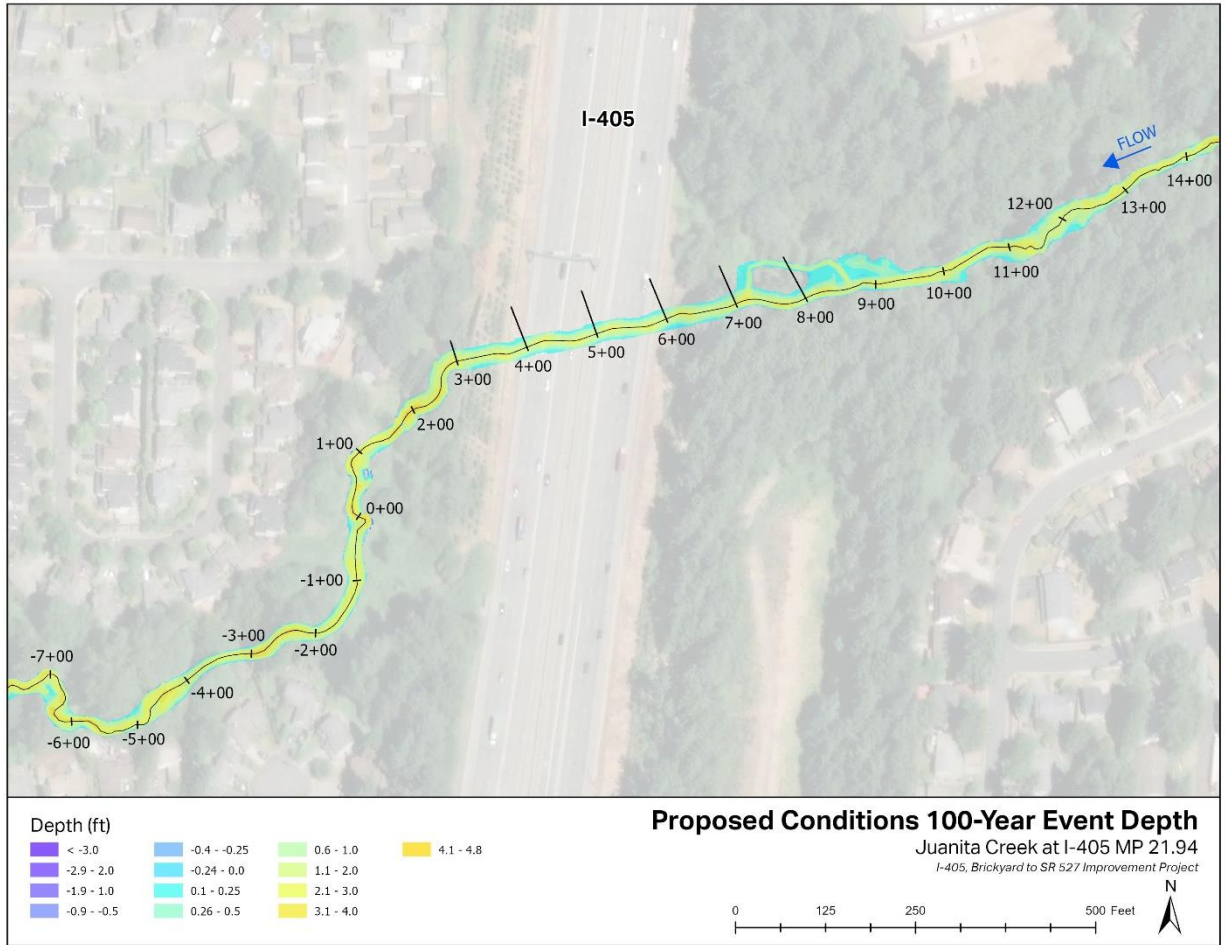 I-405
FLOW
14+00
13+00
12+00
11+00
10+00
9+00
8+00
7+00
6+00
5+00
4+00
3+00
2+00
1+00
0+00
-1+00
-2+00
-3+00
-4+00
-5+00
-6+00
-7+00
Depth (ft)
< -3.0
-2.9 - 2.0
-1.9 - 1.0
-0.9 - -0.5
-0.4 - -0.25
-0.24 - 0.0
0.1 - 0.25
0.26 - 0.5
0.6 - 1.0
1.1 - 2.0
2.1 - 3.0
3.1 - 4.0
4.1 - 4.8
Proposed Conditions 100-Year Event Depth
Juanita Creek at I-405 MP 21.94
I-405, Brickyard to SR 527 Improvement Project
N
0 125 250 500 Feet